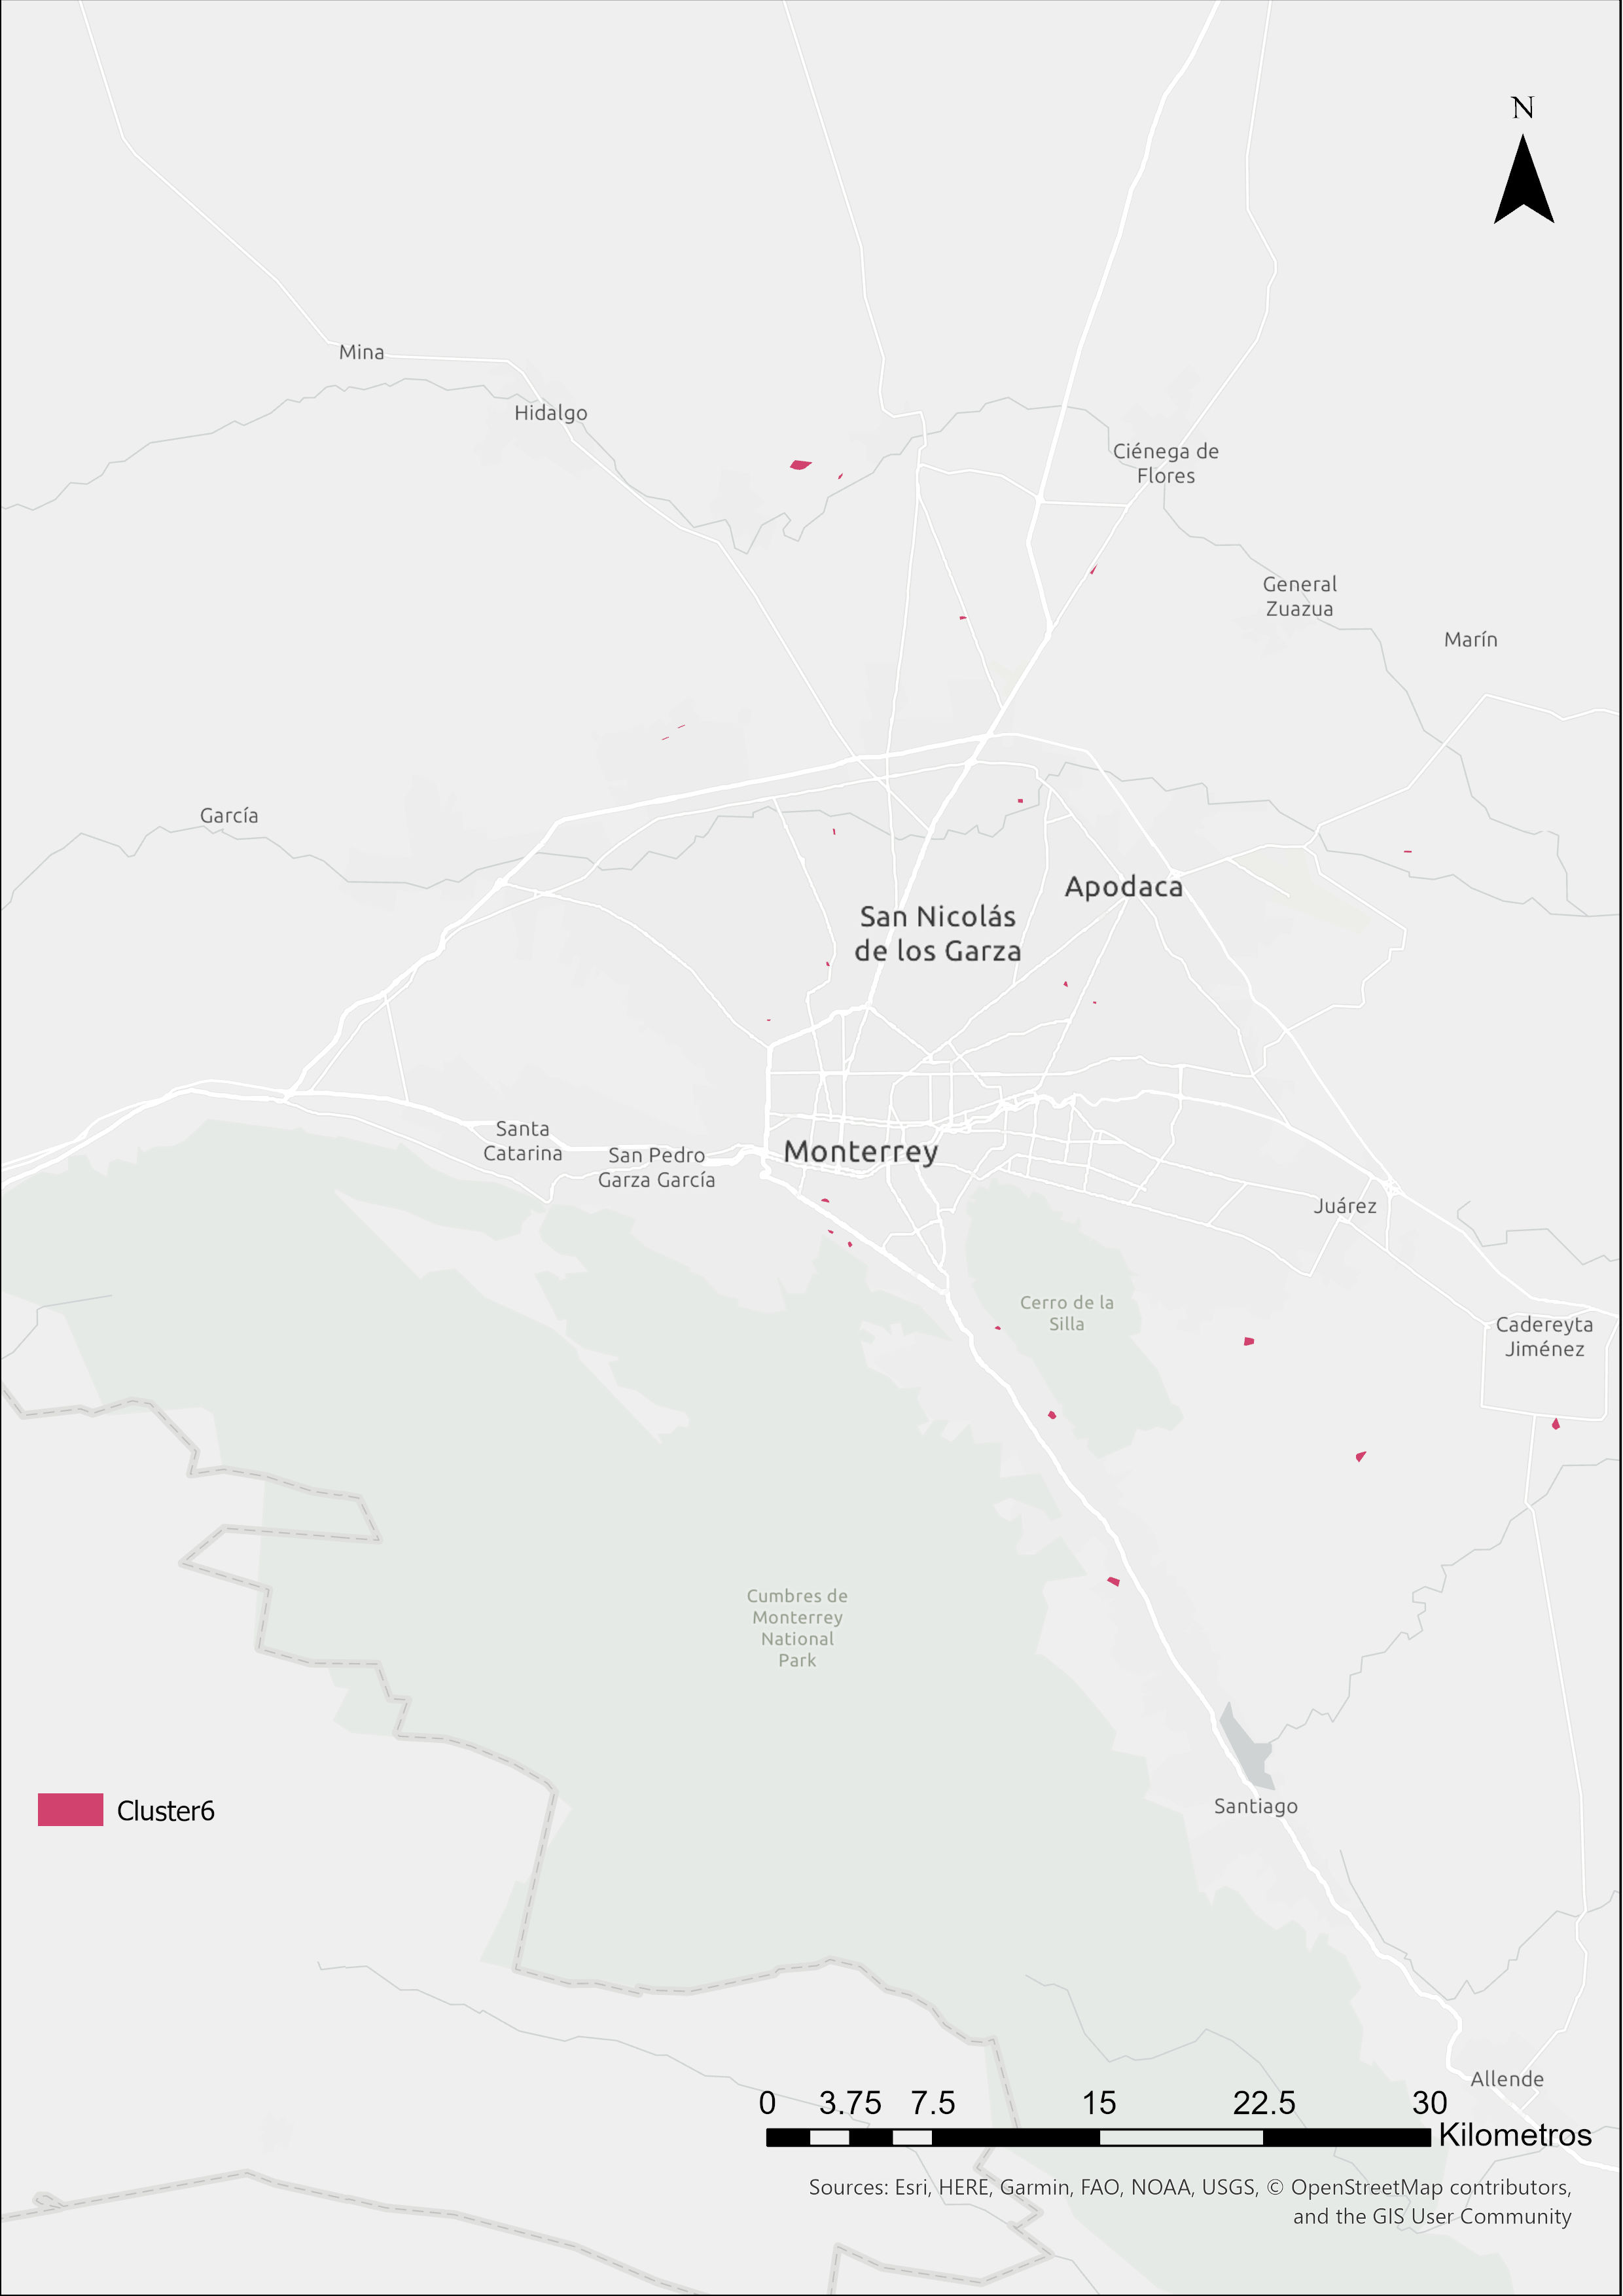 N
Mina
Hidalgo
Ciénega de
Flores
General
Zuazua
Marín
García
Apodaca
San Nicolás
de los Garza
Santa
Catarina
San Pedro
Garza García
Monterrey
Juárez
Cerro de la
Silla
Cadereyta
Jiménez
Cumbres de
Monterrey
National
Park
Santiago
Cluster6
Allende
0 3.75 7.5 15 22.5 30
Kilometros
Sources: Esri, HERE, Garmin, FAO, NOAA, USGS, © OpenStreetMap contributors,
and the GIS User Community